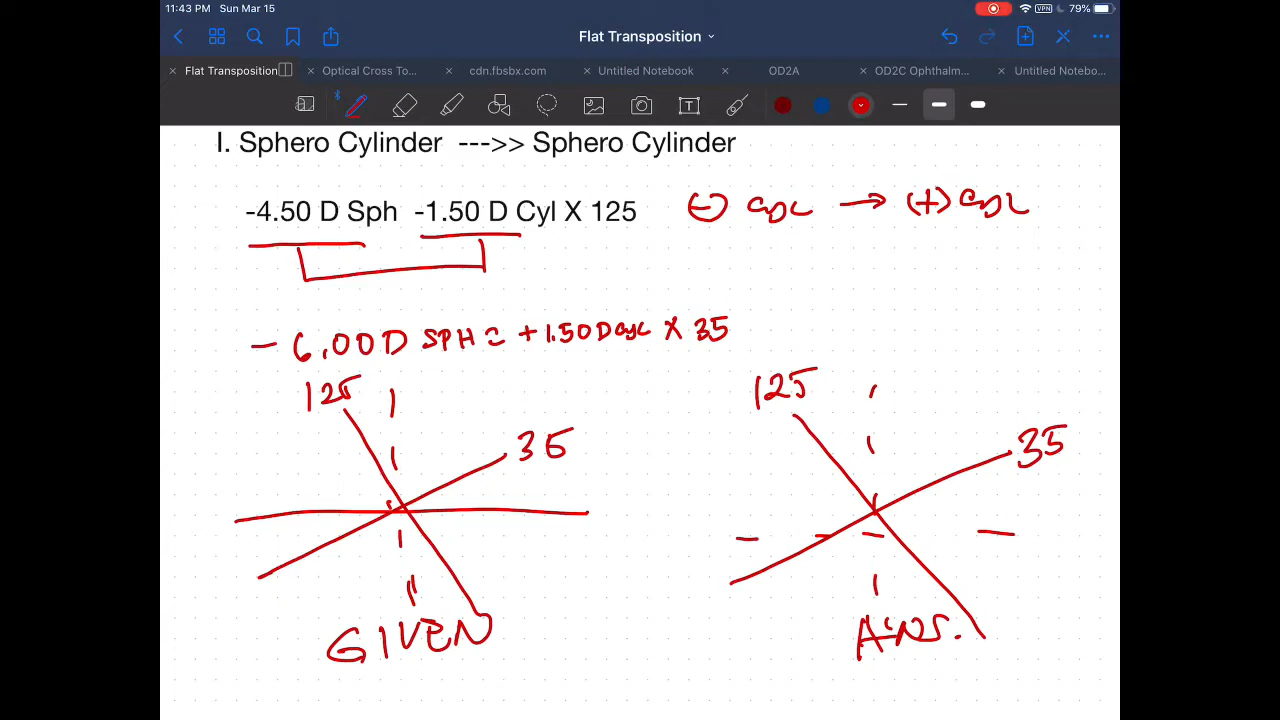 11:43 PM Sun Mar 15 VPN 79%
Flat Transposition
Flat Transposition Optical Cross To... cdn.fbsbx.com Untitled Notebook OD2A OD2C Ophthalm... Untitled Notebo...
I. Sphero Cylinder --->> Sphero Cylinder
-4.50 D Sph -1.50 D Cyl X 125 (-) cyl → (+) cyl
- 6.00 D SPH = +1.50 D cyl X 35
125 125
35 35
GIVEN ANS.